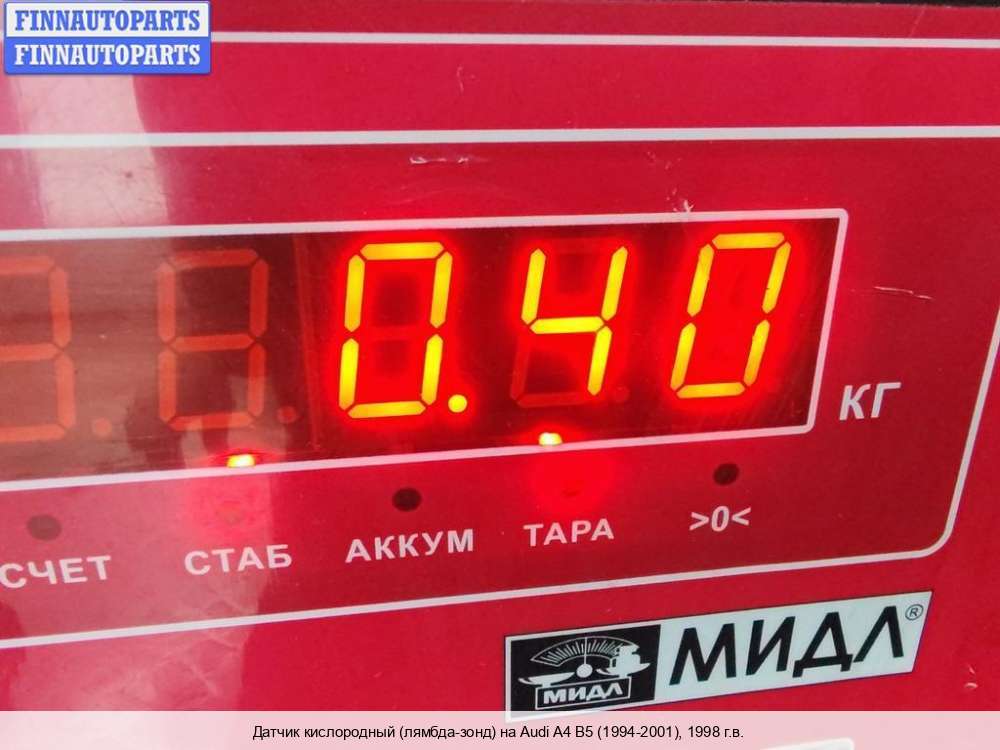 FINNAUTOPARTS
FINNAUTOPARTS
0.40
КГ
СЧЕТ СТАБ АККУМ ТАРА >0<
МИДЛ МИДЛ®
Датчик кислородный (лямбда-зонд) на Audi A4 B5 (1994-2001), 1998 г.в.